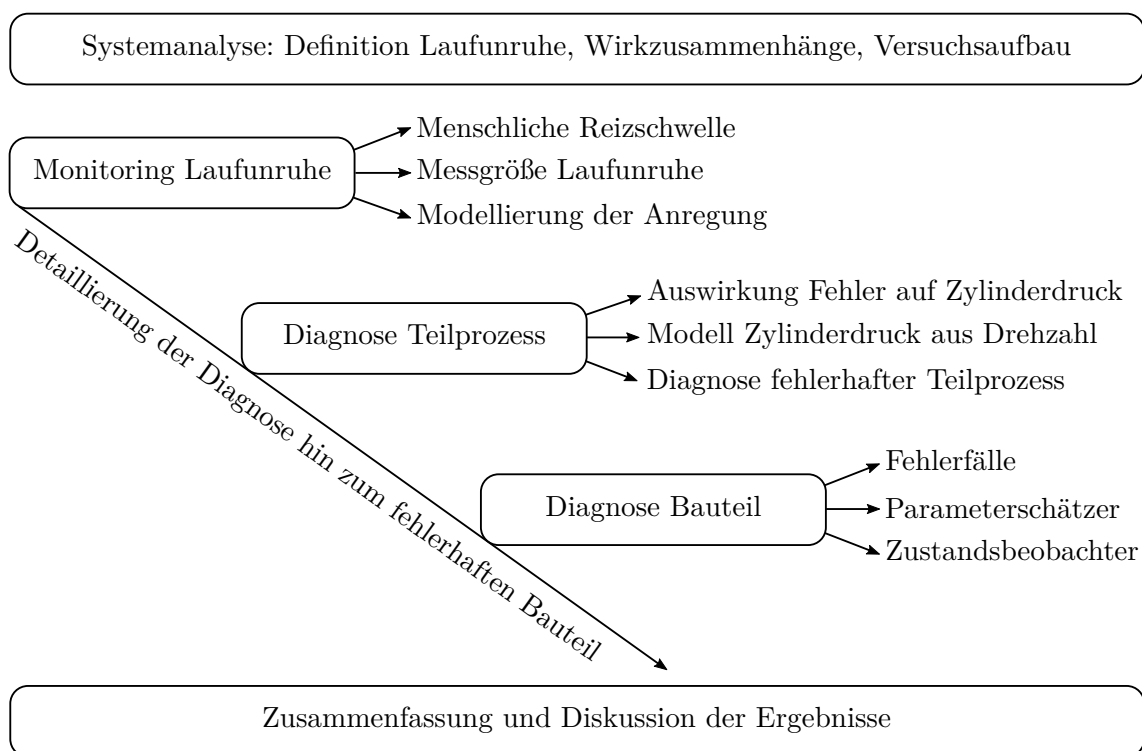 Systemanalyse: Definition Laufunruhe, Wirkzusammenhänge, Versuchsaufbau
Monitoring Laufunruhe
Menschliche Reizschwelle
Messgröße Laufunruhe
Modellierung der Anregung
Detaillierung der Diagnose hin zum fehlerhaften Bauteil
Diagnose Teilprozess
Auswirkung Fehler auf Zylinderdruck
Modell Zylinderdruck aus Drehzahl
Diagnose fehlerhafter Teilprozess
Diagnose Bauteil
Fehlerfälle
Parameterschätzer
Zustandsbeobachter
Zusammenfassung und Diskussion der Ergebnisse